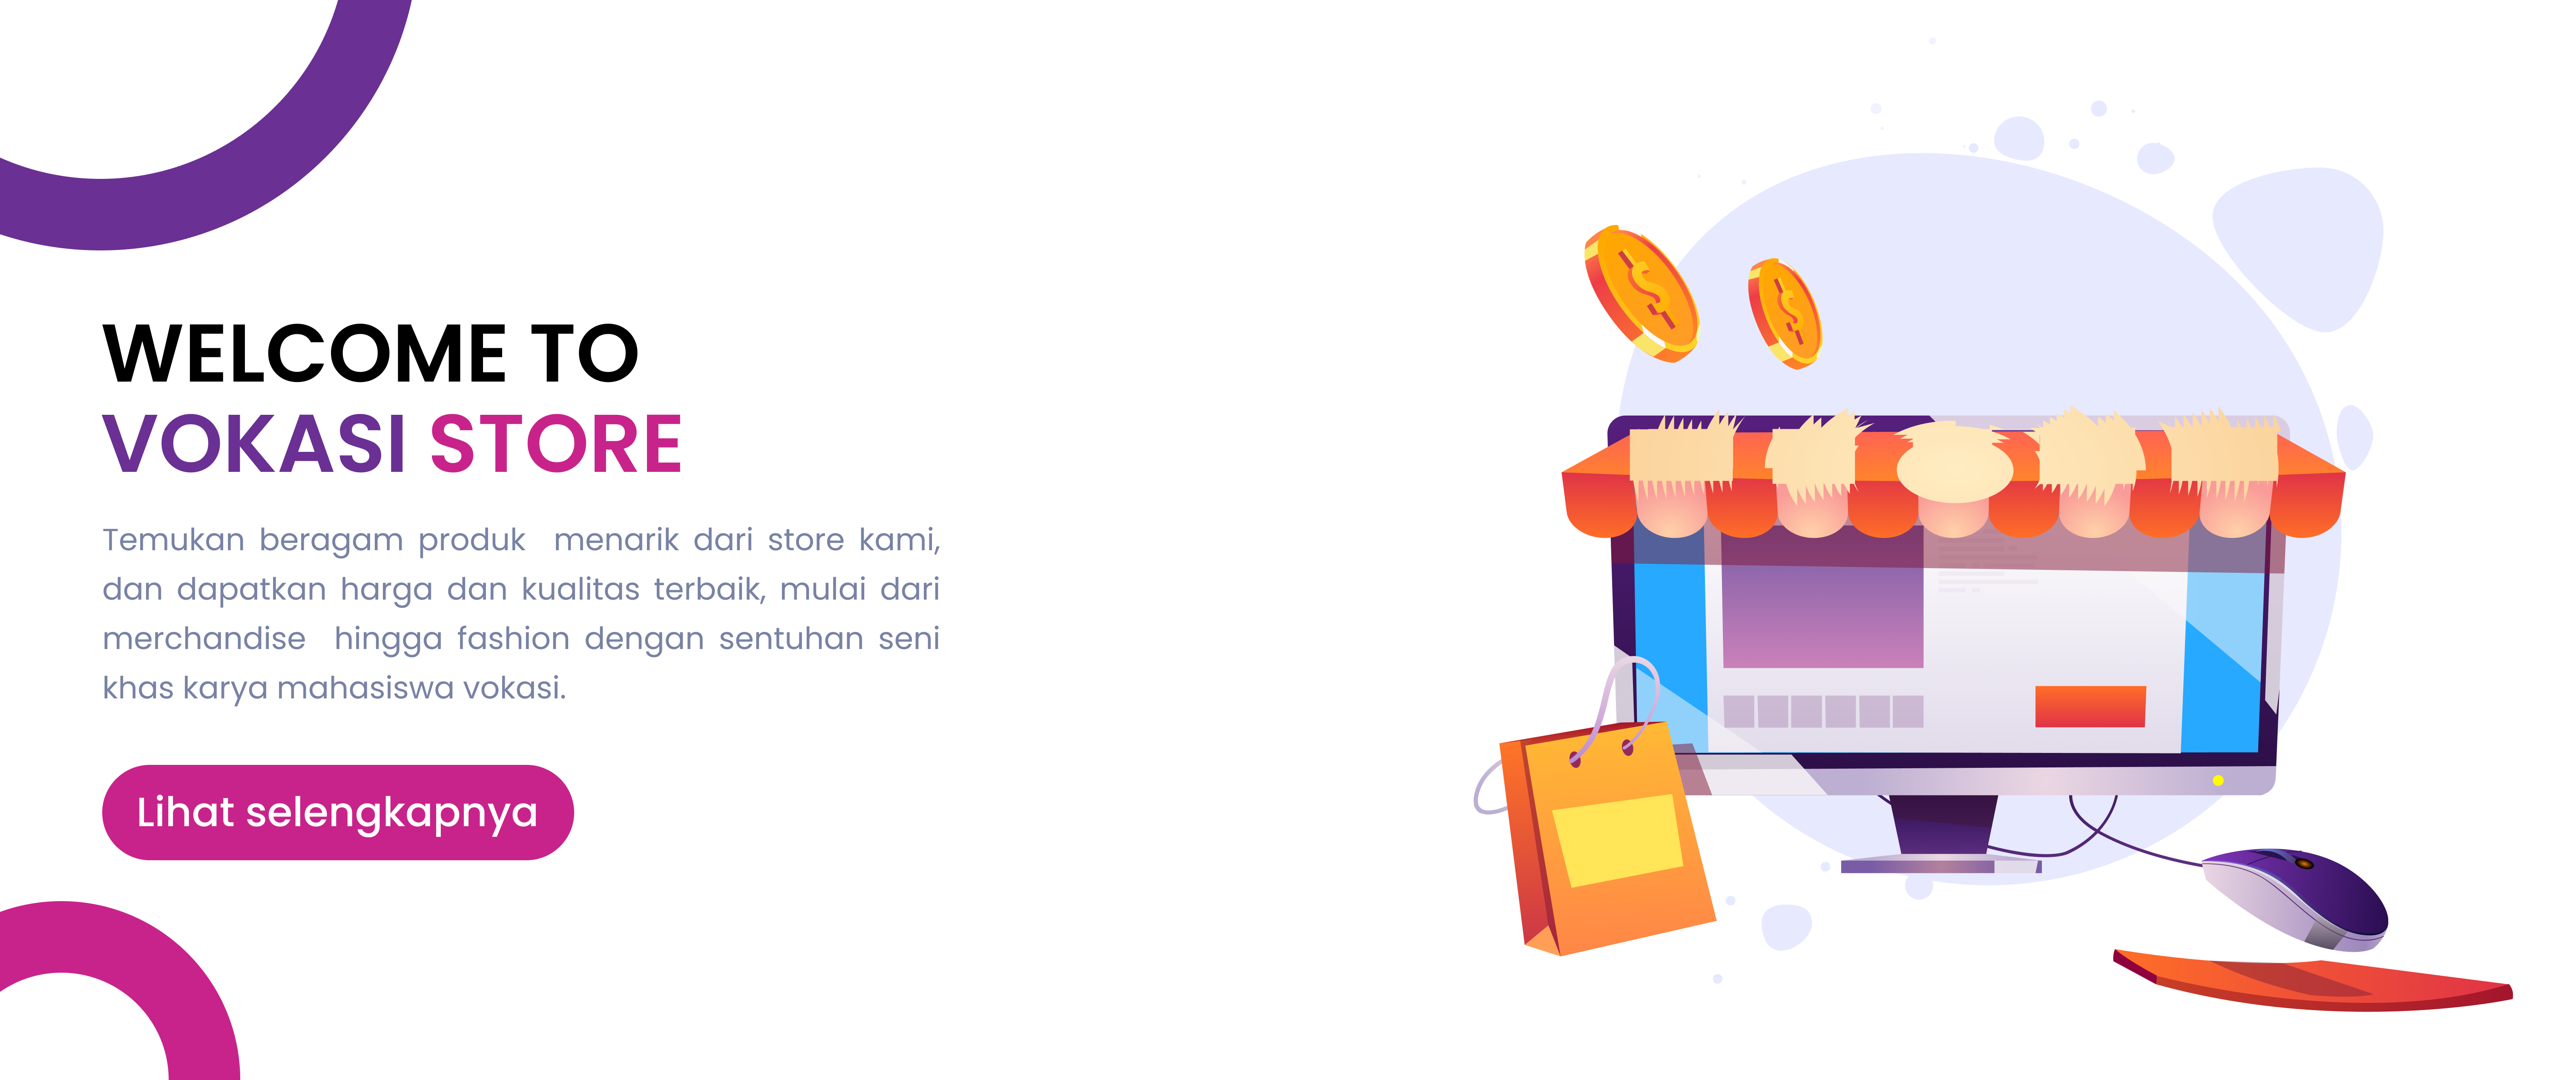 WELCOME TO
VOKASI STORE
Temukan beragam produk menarik dari store kami,
dan dapatkan harga dan kualitas terbaik, mulai dari
merchandise hingga fashion dengan sentuhan seni
khas karya mahasiswa vokasi.
Lihat selengkapnya